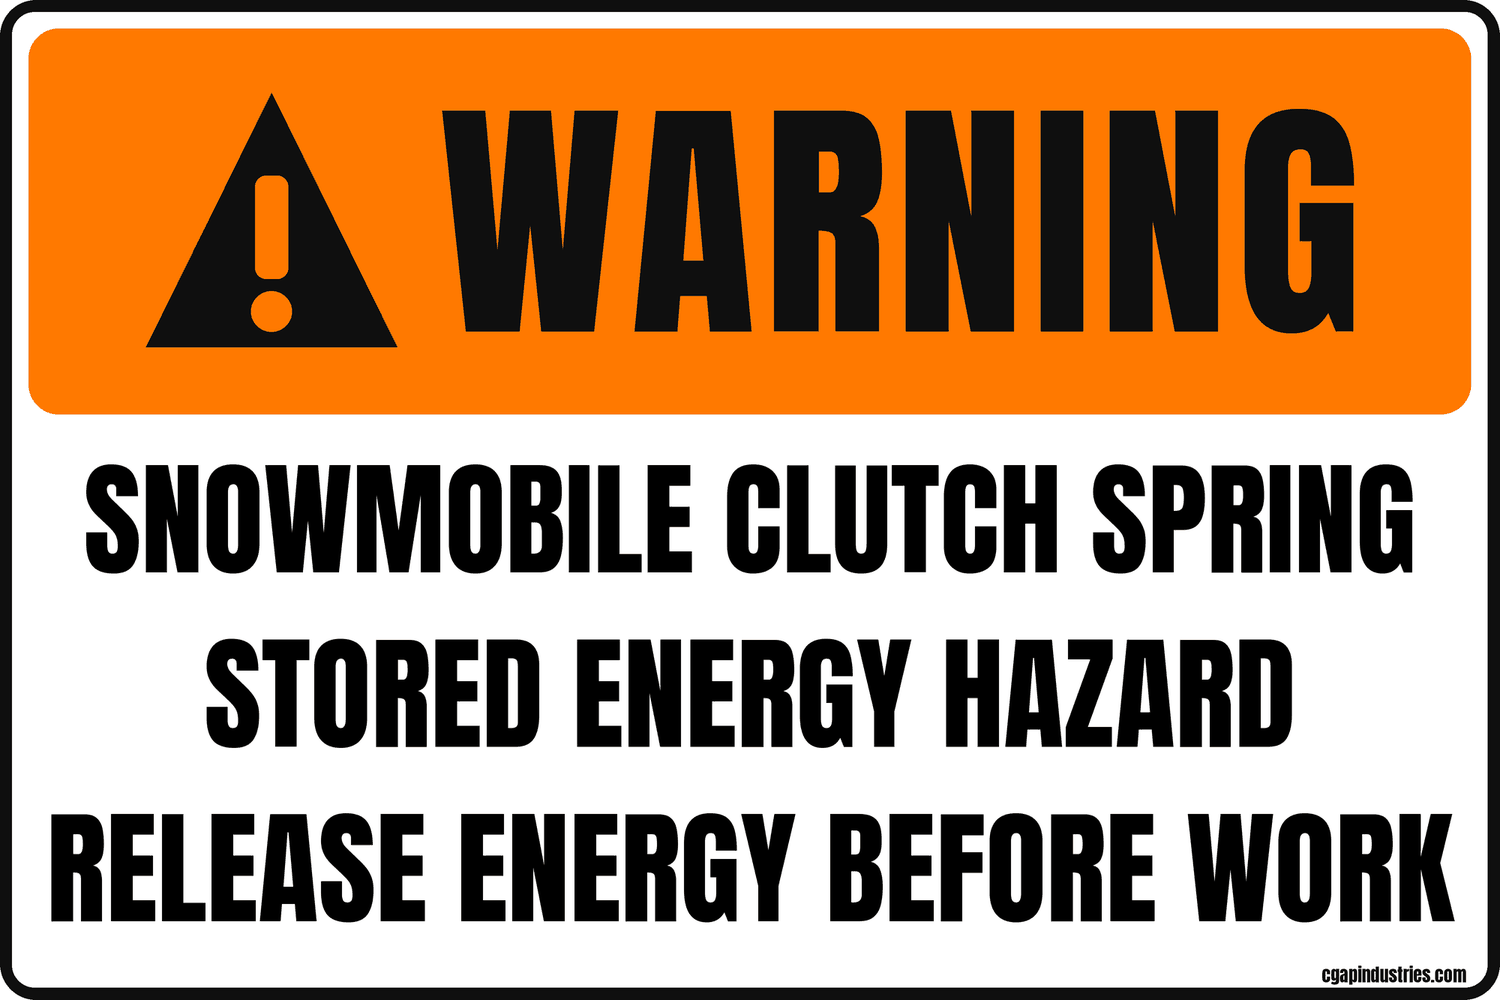 WARNING
SNOWMOBILE CLUTCH SPRING
STORED ENERGY HAZARD
RELEASE ENERGY BEFORE WORK
cgapindustries.com